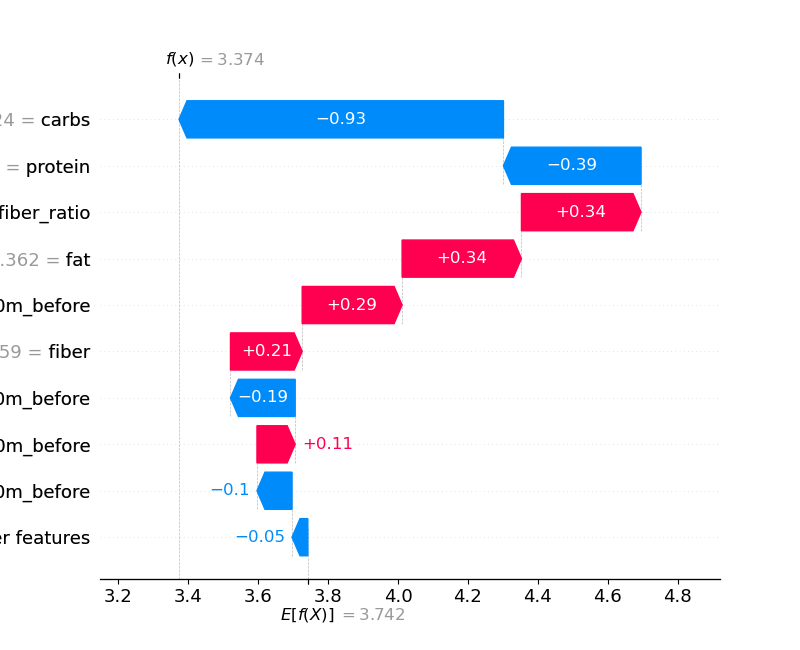 f(x) = 3.374
24 = carbs
−0.93
= protein
−0.39
fiber_ratio
+0.34
.362 = fat
+0.34
0m_before
+0.29
59 = fiber
+0.21
0m_before
−0.19
0m_before
+0.11
0m_before
−0.1
er features
−0.05
3.2 3.4 3.6 3.8 4.0 4.2 4.4 4.6 4.8
E[f(X)] = 3.742